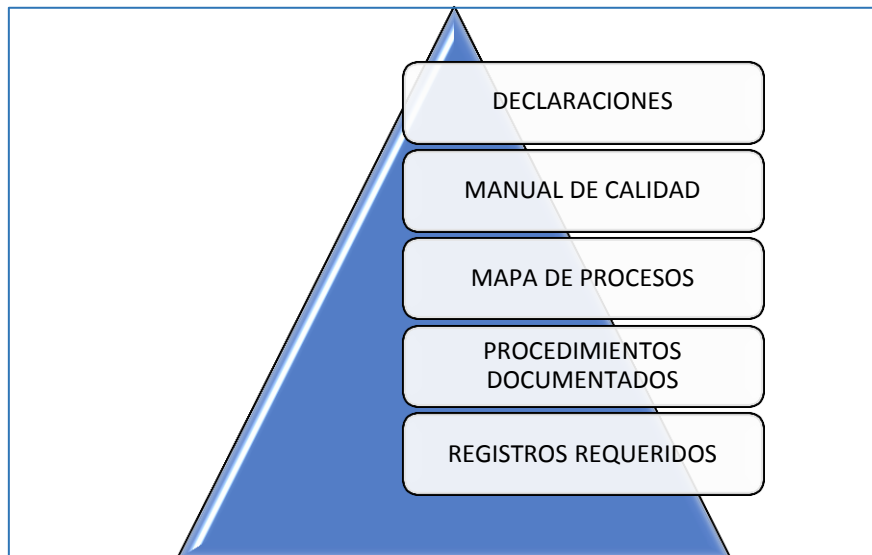 DECLARACIONES
MANUAL DE CALIDAD
MAPA DE PROCESOS
PROCEDIMIENTOS
DOCUMENTADOS
REGISTROS REQUERIDOS